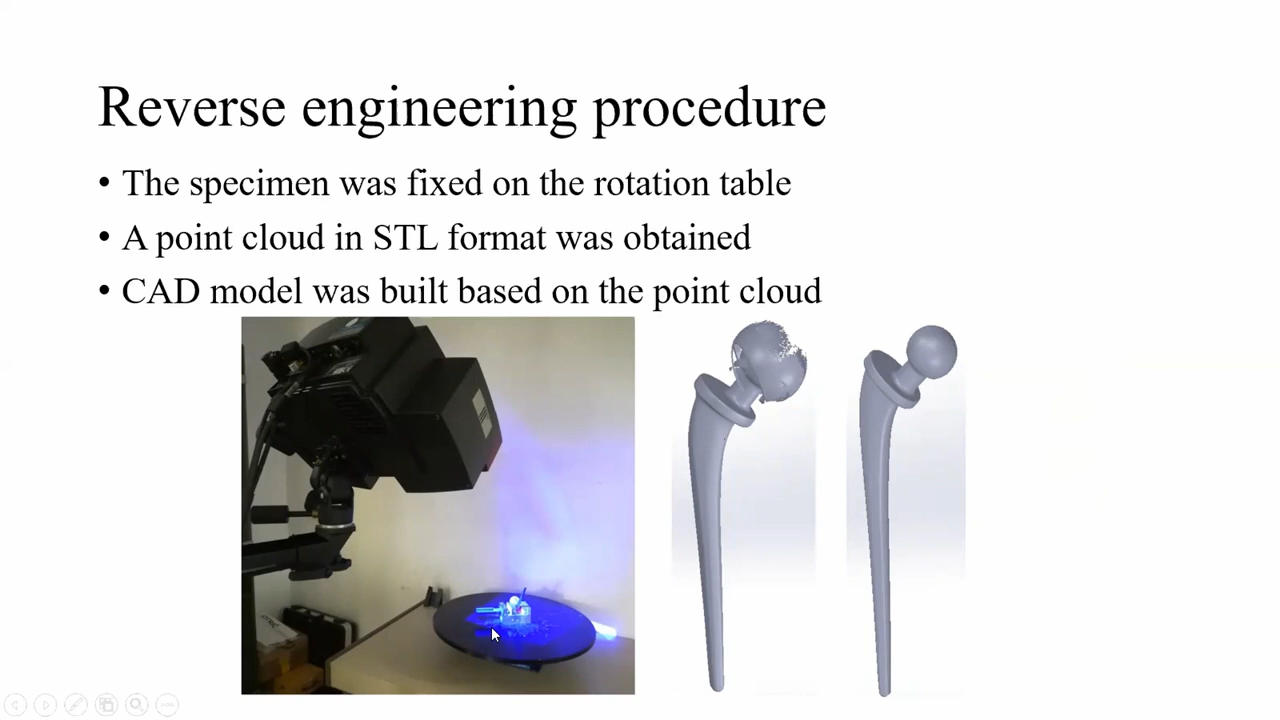 Reverse engineering procedure
• The specimen was fixed on the rotation table
• A point cloud in STL format was obtained
• CAD model was built based on the point cloud